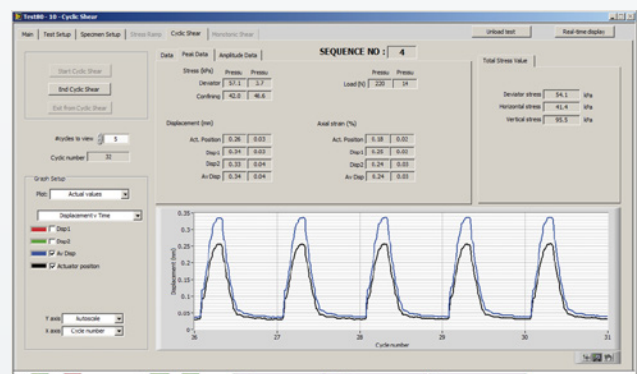 Test80 - 10 - Cyclic Shear
Main Test Setup Specimen Setup Stress Ratio Cyclic Shear Monotonic Shear
Unload test Real-time display
Start Cyclic Shear
End Cyclic Shear
Exit from Cyclic Shear
#cycles to view 5
Cyclic number 32
Graph Setup
Plot: Actual values
Displacement v Time
Disp1
Disp2
Av Disp
Actuator position
Y axis Autoscale
X axis Cycle number
Data Peak Data Amplitude Data
SEQUENCE NO : 4
Stress (kPa) Pressu Pressu
Deviator 57.1 3.7
Confining 42.0 40.6
Pressu Pressu
Load (N) 220 14
Displacement (mm)
Act. Position 0.26 0.03
Disp1 0.34 0.03
Disp2 0.33 0.04
Av Disp 0.34 0.04
Axial strain (%)
Act. Position 0.18 0.02
Disp1 0.25 0.03
Disp2 0.24 0.03
Av Disp 0.24 0.03
Total Stress Value
Deviator stress 54.1 kPa
Horizontal stress 41.4 kPa
Vertical stress 95.5 kPa
Displacement (mm)
0.35
0.3
0.25
0.2
0.15
0.1
0.05
0
26 27 28 29 30 31
Cycle number